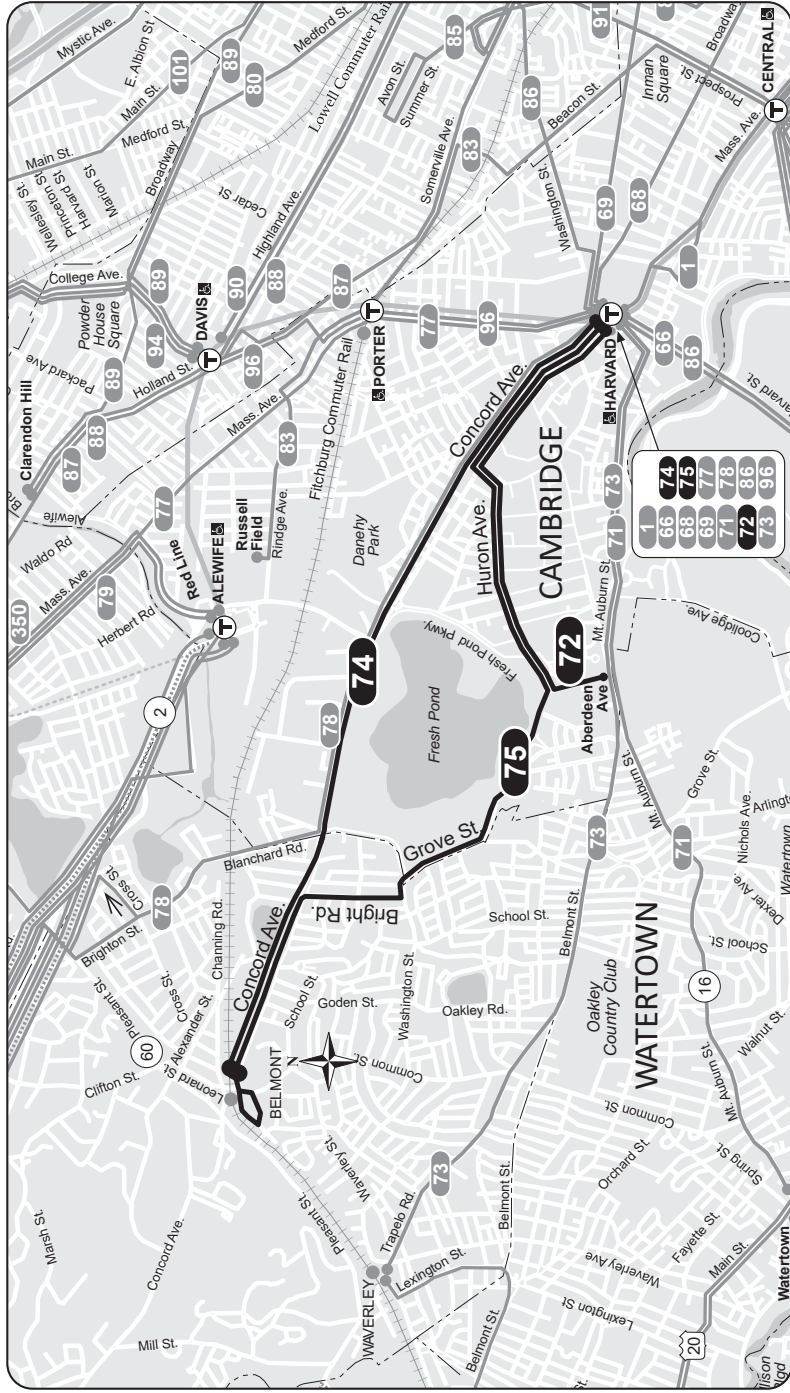 Mystic Ave.
E. Albion St
Main St.
101
89
80
Medford St.
Medford St.
Main St.
Wellesley St.
Princeton St.
Harvard St.
Marion St.
Broadway
Lowell Commuter Rail
Avon St.
Summer St.
85
91
86
Beacon St.
Inman
Square
Prospect St.
Broadway
CENTRAL
T
Mass. Ave.
Cedar St
Highland Ave.
Somerville Ave.
83
Washington St.
69
68
1
College Ave.
Powder
House
Square
89
94
DAVIS
T
90
88
87
96
T
PORTER
77
96
T
HARVARD
66
86
Harvard St.
Packard Ave
89
Holland St.
Clarendon Hill
87
88
Mass. Ave.
83
Fitchburg Commuter Rail
Concord Ave.
Alewife
Waldo Rd
77
Red Line
ALEWIFE
T
Russell
Field
Rindge Ave.
Danehy
Park
Huron Ave.
CAMBRIDGE
73
71
1
66
68
69
71
72
73
74
75
77
78
86
96
350
Mass. Ave.
79
Herbert Rd
2
74
78
Fresh Pond
Fresh Pond Pkwy.
72
Aberdeen
Ave
Mt. Auburn St.
Coolidge Ave.
75
Grove St.
Blanchard Rd.
73
Mt. Auburn St.
Grove St.
71
Nichols Ave.
Arlington
Cross St.
78
Brighton St.
Channing Rd.
Concord Ave.
Bright Rd.
School St.
Belmont St.
Dexter Ave.
School St.
Watertown
Pleasant St.
Cross St.
Alexander St.
60
School St.
Goden St.
Washington St.
Oakley Rd.
Oakley
Country Club
WATERTOWN
16
Walnut St.
Clifton St.
Leonard St.
BELMONT
N
Common St.
Common St.
Mt. Auburn St.
Spring St.
Waverley St.
73
Trapelo Rd.
Orchard St.
Marsh St.
Concord Ave.
Pleasant St.
WAVERLEY
Lexington St.
Belmont St.
Waverley Ave
Fayette St.
Main St.
Watertown
Mill St.
Belmont St.
Lexington St.
20